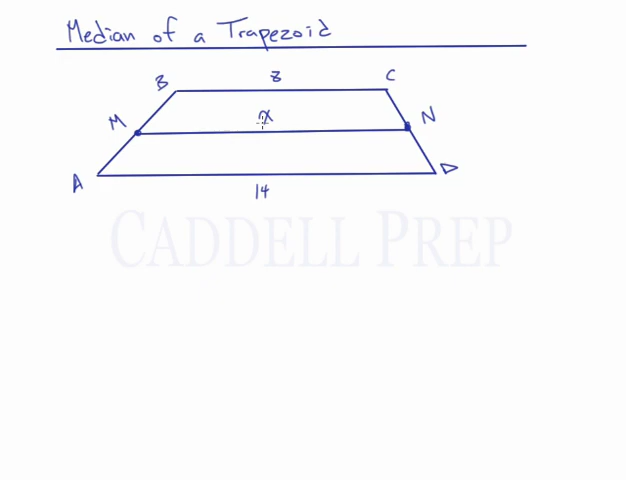 Median of a Trapezoid
B 8 C
M x N
A 14 D
CADDELL PREP